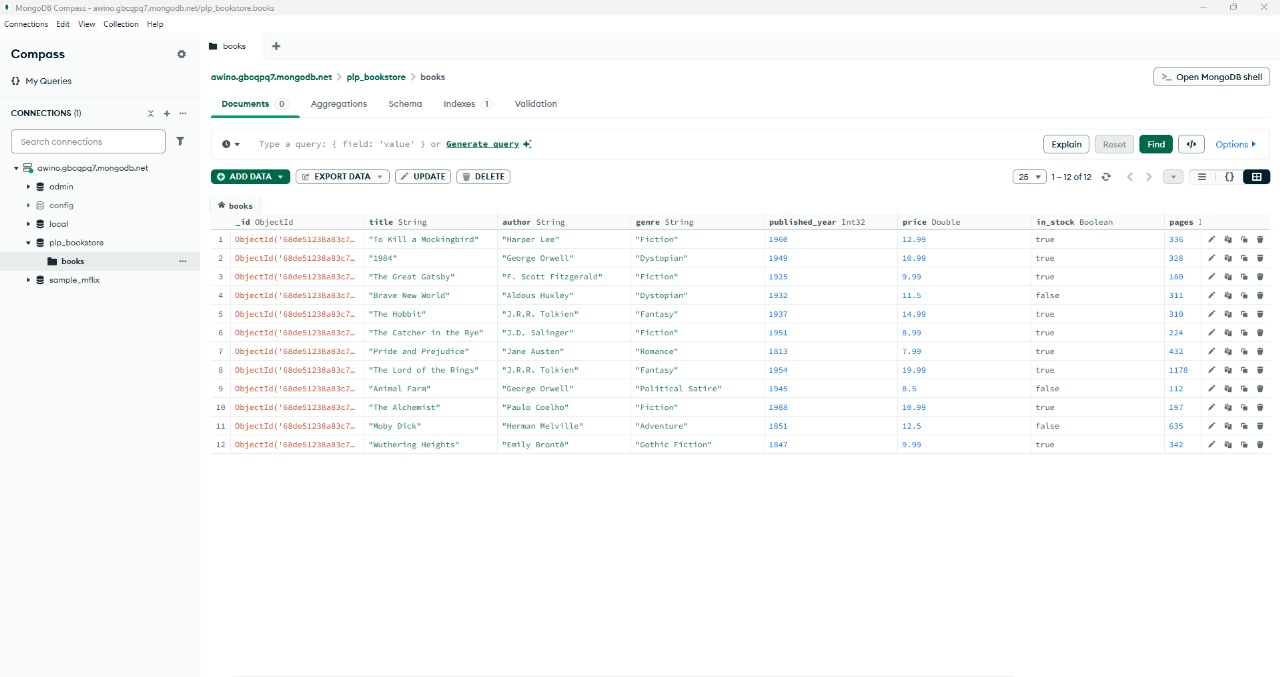 MongoDB Compass - awino.gbcqpq7.mongodb.net/plp_bookstore.books
Connections Edit View Collection Help
Compass
{} My Queries
CONNECTIONS (1)
Search connections
awino.gbcqpq7.mongodb.net
admin
config
local
plp_bookstore
books
sample_mflix
books
awino.gbcqpq7.mongodb.net > plp_bookstore > books
>_ Open MongoDB shell
Documents 0 Aggregations Schema Indexes 1 Validation
Type a query: { field: 'value' } or Generate query
Explain Reset Find </> Options
ADD DATA EXPORT DATA UPDATE DELETE
25 1 – 12 of 12 {}
books
_id ObjectId title String author String genre String published_year Int32 price Double in_stock Boolean pages I
1 ObjectId('68de51238a83c7… "To Kill a Mockingbird" "Harper Lee" "Fiction" 1960 12.99 true 336
2 ObjectId('68de51238a83c7… "1984" "George Orwell" "Dystopian" 1949 10.99 true 328
3 ObjectId('68de51238a83c7… "The Great Gatsby" "F. Scott Fitzgerald" "Fiction" 1925 9.99 true 180
4 ObjectId('68de51238a83c7… "Brave New World" "Aldous Huxley" "Dystopian" 1932 11.5 false 311
5 ObjectId('68de51238a83c7… "The Hobbit" "J.R.R. Tolkien" "Fantasy" 1937 14.99 true 310
6 ObjectId('68de51238a83c7… "The Catcher in the Rye" "J.D. Salinger" "Fiction" 1951 8.99 true 224
7 ObjectId('68de51238a83c7… "Pride and Prejudice" "Jane Austen" "Romance" 1813 7.99 true 432
8 ObjectId('68de51238a83c7… "The Lord of the Rings" "J.R.R. Tolkien" "Fantasy" 1954 19.99 true 1178
9 ObjectId('68de51238a83c7… "Animal Farm" "George Orwell" "Political Satire" 1945 8.5 false 112
10 ObjectId('68de51238a83c7… "The Alchemist" "Paulo Coelho" "Fiction" 1988 10.99 true 197
11 ObjectId('68de51238a83c7… "Moby Dick" "Herman Melville" "Adventure" 1851 12.5 false 635
12 ObjectId('68de51238a83c7… "Wuthering Heights" "Emily Brontë" "Gothic Fiction" 1847 9.99 true 342